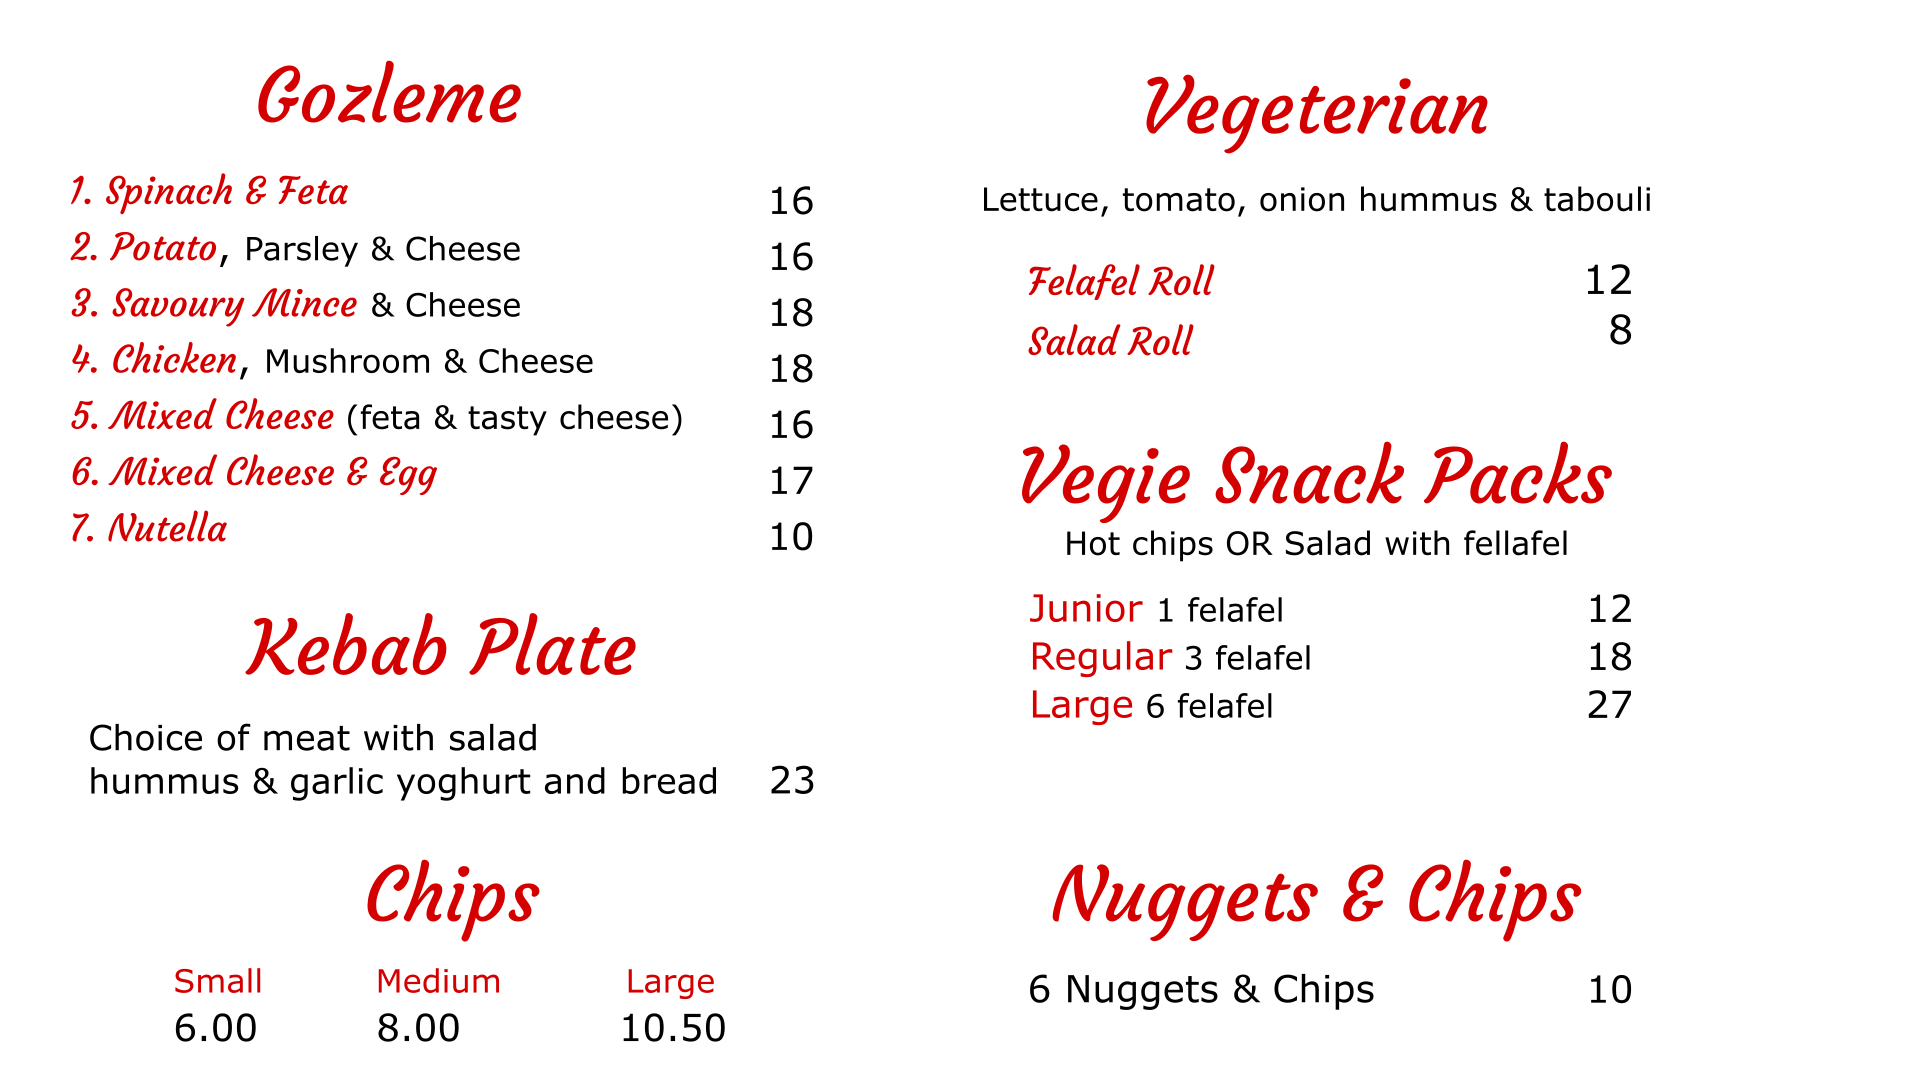 Gozleme
1. Spinach & Feta 16
2. Potato, Parsley & Cheese 16
3. Savoury Mince & Cheese 18
4. Chicken, Mushroom & Cheese 18
5. Mixed Cheese (feta & tasty cheese) 16
6. Mixed Cheese & Egg 17
7. Nutella 10
Kebab Plate
Choice of meat with salad
hummus & garlic yoghurt and bread 23
Chips
Small Medium Large
6.00 8.00 10.50
Vegeterian
Lettuce, tomato, onion hummus & tabouli
Felafel Roll 12
Salad Roll 8
Vegie Snack Packs
Hot chips OR Salad with fellafel
Junior 1 felafel 12
Regular 3 felafel 18
Large 6 felafel 27
Nuggets & Chips
6 Nuggets & Chips 10